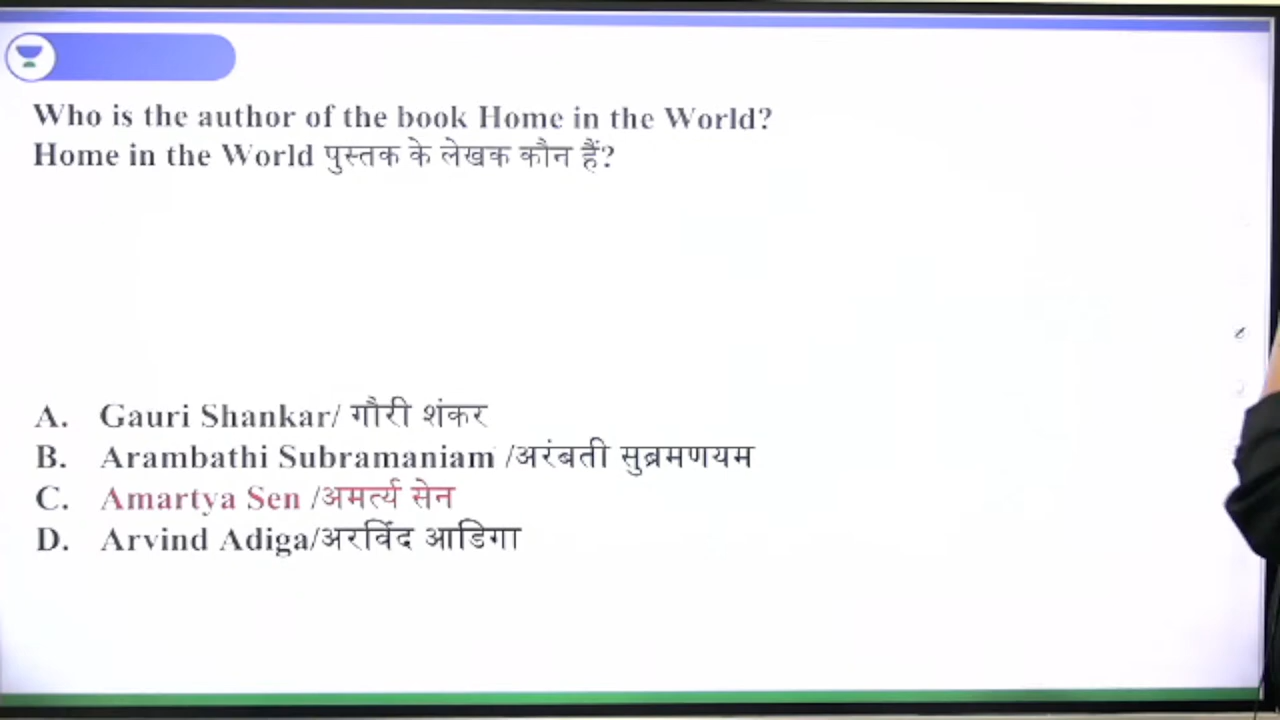 Who is the author of the book Home in the World?
Home in the World पुस्तक के लेखक कौन हैं?
A. Gauri Shankar/ गौरी शंकर
B. Arambathi Subramaniam /अरंबती सुब्रमणयम
C. Amartya Sen /अमर्त्य सेन
D. Arvind Adiga/अरविंद आडिगा